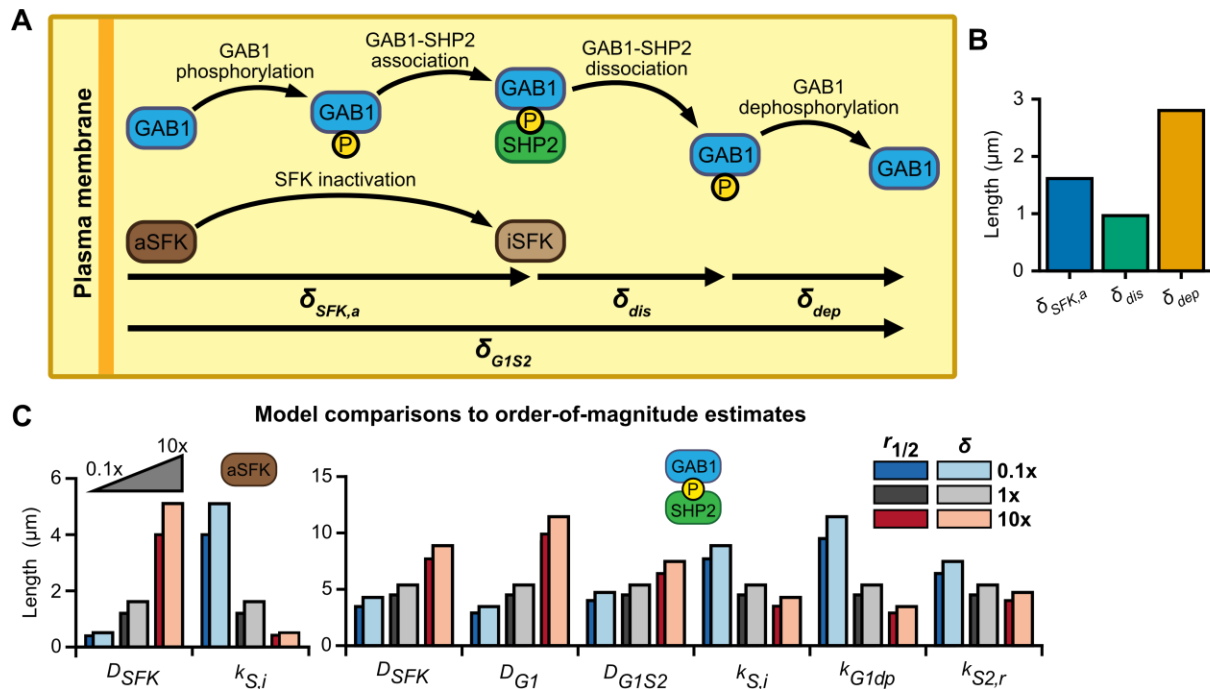 A
GAB1
phosphorylation
GAB1-SHP2
association
GAB1-SHP2
dissociation
GAB1
dephosphorylation
GAB1
GAB1
P
GAB1
P
SHP2
GAB1
P
GAB1
SFK inactivation
aSFK
iSFK
Plasma membrane
δSFK,a
δdis
δdep
δG1S2
B
Length (µm)
3
2
1
0
δSFK,a
δdis
δdep
C
Model comparisons to order-of-magnitude estimates
0.1x
10x
aSFK
Length (µm)
6
4
2
0
DSFK
kS,i
15
10
5
0
GAB1
P
SHP2
r1/2
δ
0.1x
1x
10x
DSFK
DG1
DG1S2
kS,i
kG1dp
kS2,r